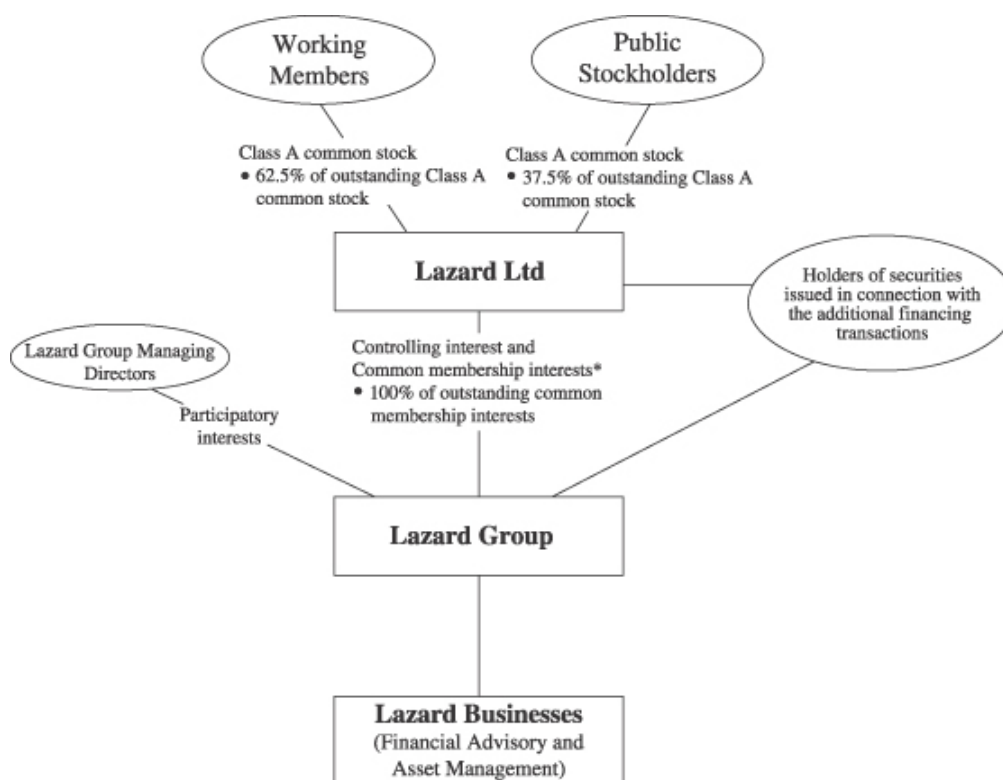 Working
Members
Public
Stockholders
Class A common stock
• 62.5% of outstanding Class A
common stock
Class A common stock
• 37.5% of outstanding Class A
common stock
Lazard Ltd
Holders of securities
issued in connection with
the additional financing
transactions
Lazard Group Managing
Directors
Controlling interest and
Common membership interests*
• 100% of outstanding common
membership interests
Participatory
interests
Lazard Group
Lazard Businesses
(Financial Advisory and
Asset Management)